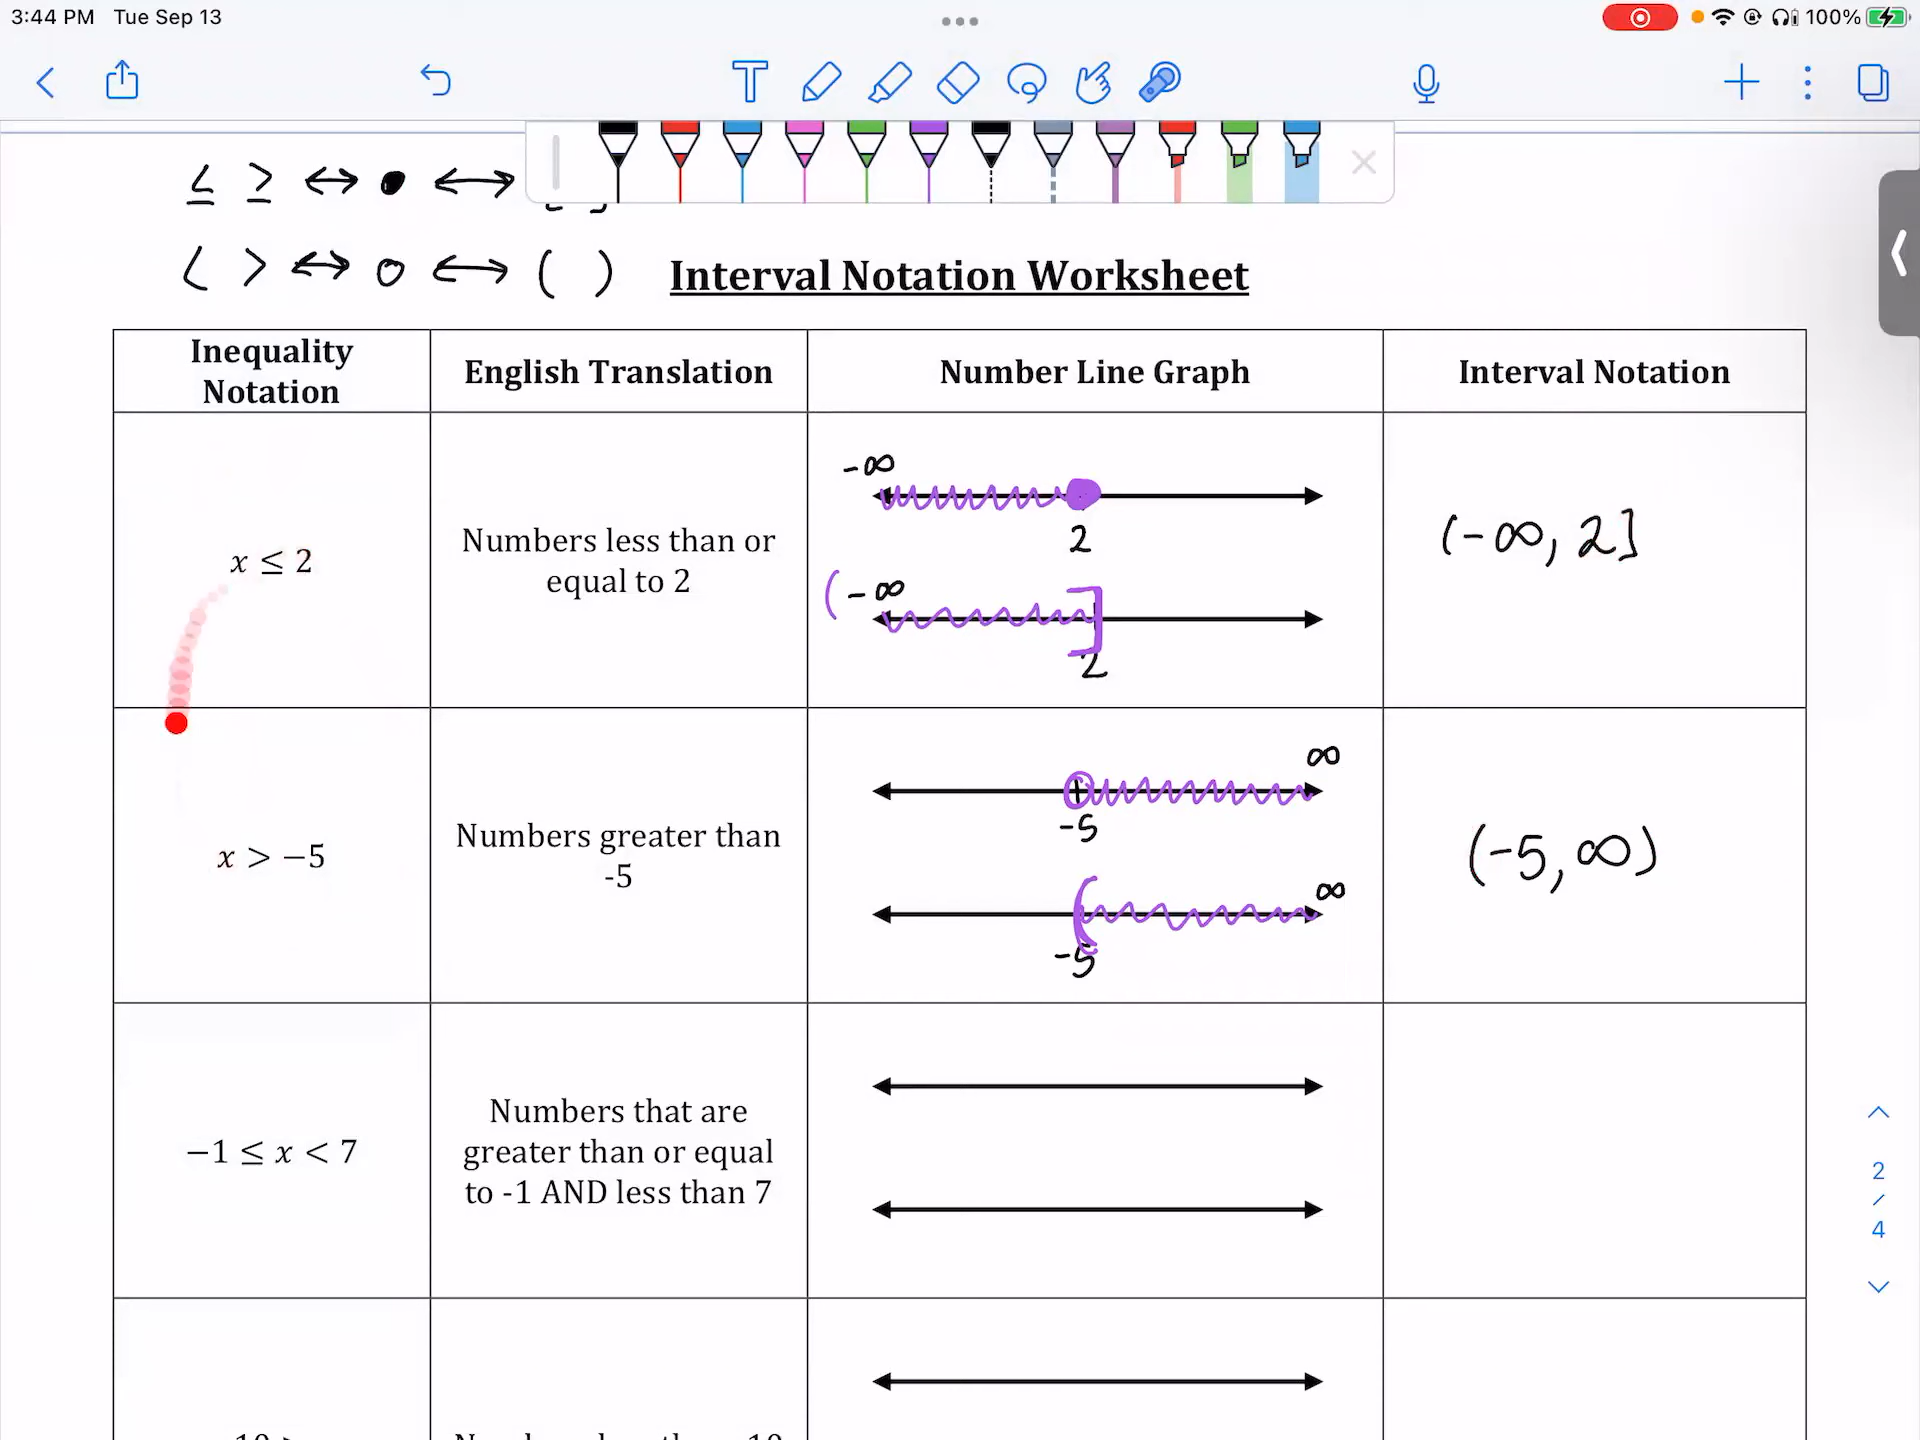 3:44 PM Tue Sep 13
100%
T
≤ ≥ ↔ ● ↔
< > ↔ ○ ↔ ( )
Interval Notation Worksheet
Inequality Notation
English Translation
Number Line Graph
Interval Notation
x ≤ 2
Numbers less than or
equal to 2
-∞
2
(-∞ ]
2
(-∞, 2]
x > −5
Numbers greater than
-5
∞
-5
∞
(
-5
(-5, ∞)
−1 ≤ x < 7
Numbers that are
greater than or equal
to -1 AND less than 7
2
/
4